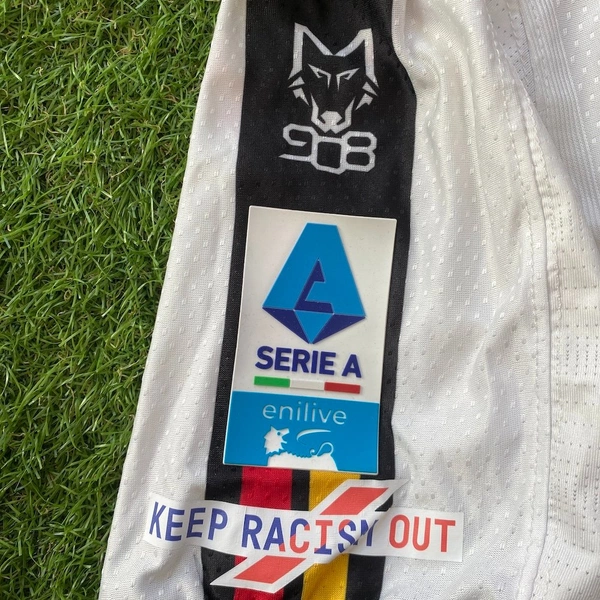 908
SERIE A
enilive
KEEP RACISM OUT